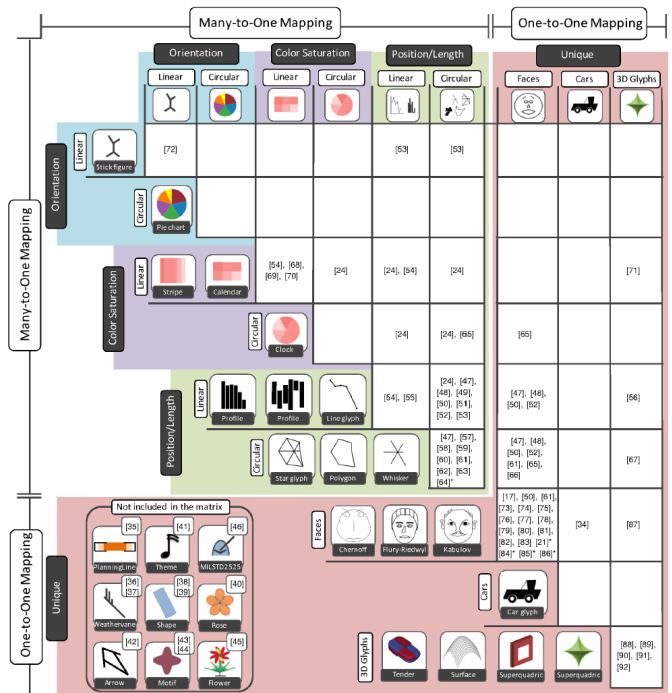 Many-to-One Mapping
One-to-One Mapping
Orientation
Color Saturation
Position/Length
Unique
Linear
Circular
Linear
Circular
Linear
Circular
Faces
Cars
3D Glyphs
Many-to-One Mapping
Orientation
Linear
Stick figure
[72]
[53]
[53]
Circular
Pie chart
Color Saturation
Linear
Stripe
Calendar
[54], [68],
[69], [70]
[24]
[24], [54]
[24]
[71]
Circular
Clock
[24]
[24], [65]
[65]
Position/Length
Linear
Profile
Profile
Line glyph
[54], [55]
[24], [47],
[48], [49],
[50], [51],
[52], [53]
[47], [48],
[50], [52]
[56]
Circular
Star glyph
Polygon
Whisker
[47], [57],
[58], [59],
[60], [61],
[62], [63]
[64]*
[47], [48],
[50], [52],
[61], [65],
[66]
[67]
One-to-One Mapping
Unique
Not included in the matrix
[35]
PlanningLine
[41]
Theme
[46]
MILSTD2525
[36]
[37]
Weathervane
[38]
[39]
Shape
[40]
Rose
[42]
Arrow
[43]
[44]
Motif
[45]
Flower
Faces
Chernoff
Flury-Riedwyl
Kabulov
[17], [50], [61],
[73], [74], [75],
[76], [77], [78],
[79], [80], [81],
[82], [83], [21]*
[84]*, [85]*, [86]*
[34]
[87]
Cars
Car glyph
3D Glyphs
Tender
Surface
Superquadric
Superquadric
[88], [89],
[90], [91],
[92]